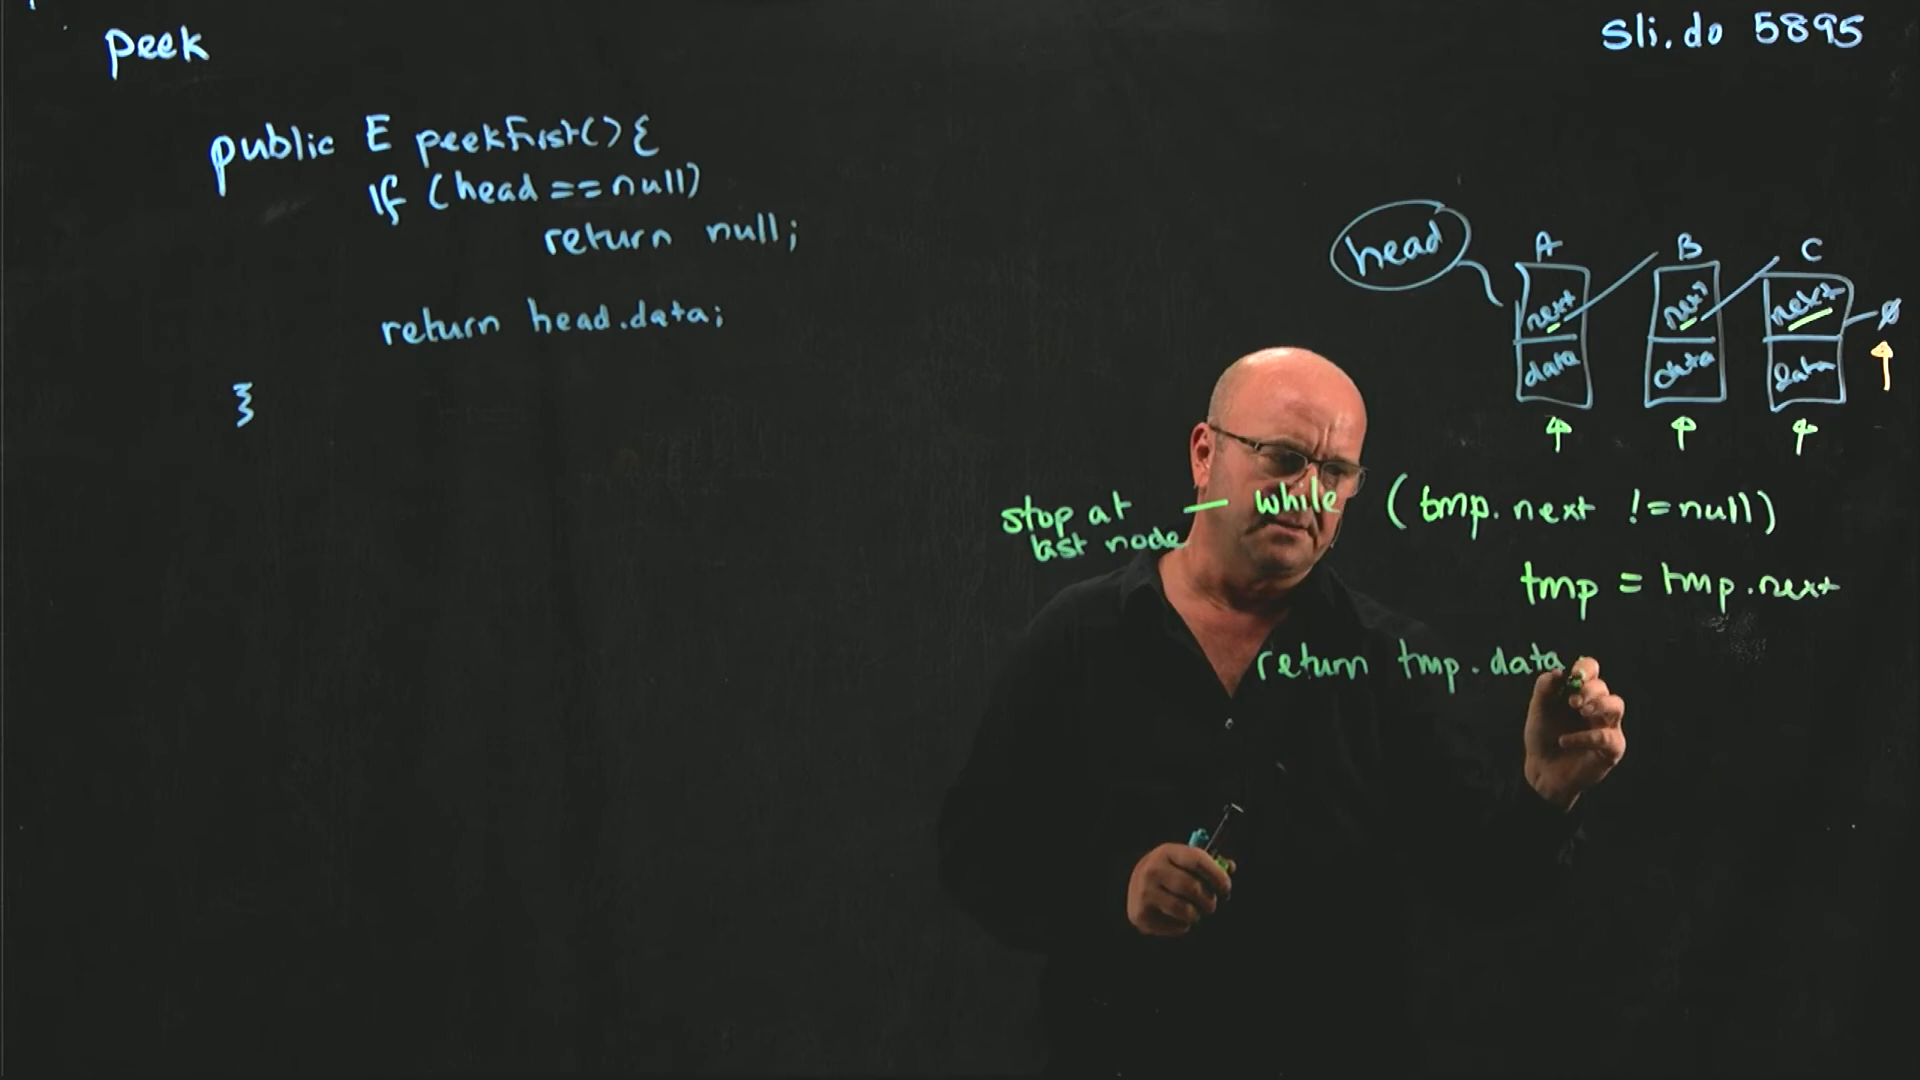 peek
sli.do 5895
public E peekFirst(){
If (head == null)
return null;
return head.data;
}
head
A B C
next next next ∅
data data data
stop at
last node
while (tmp.next != null)
tmp = tmp.next
return tmp.data